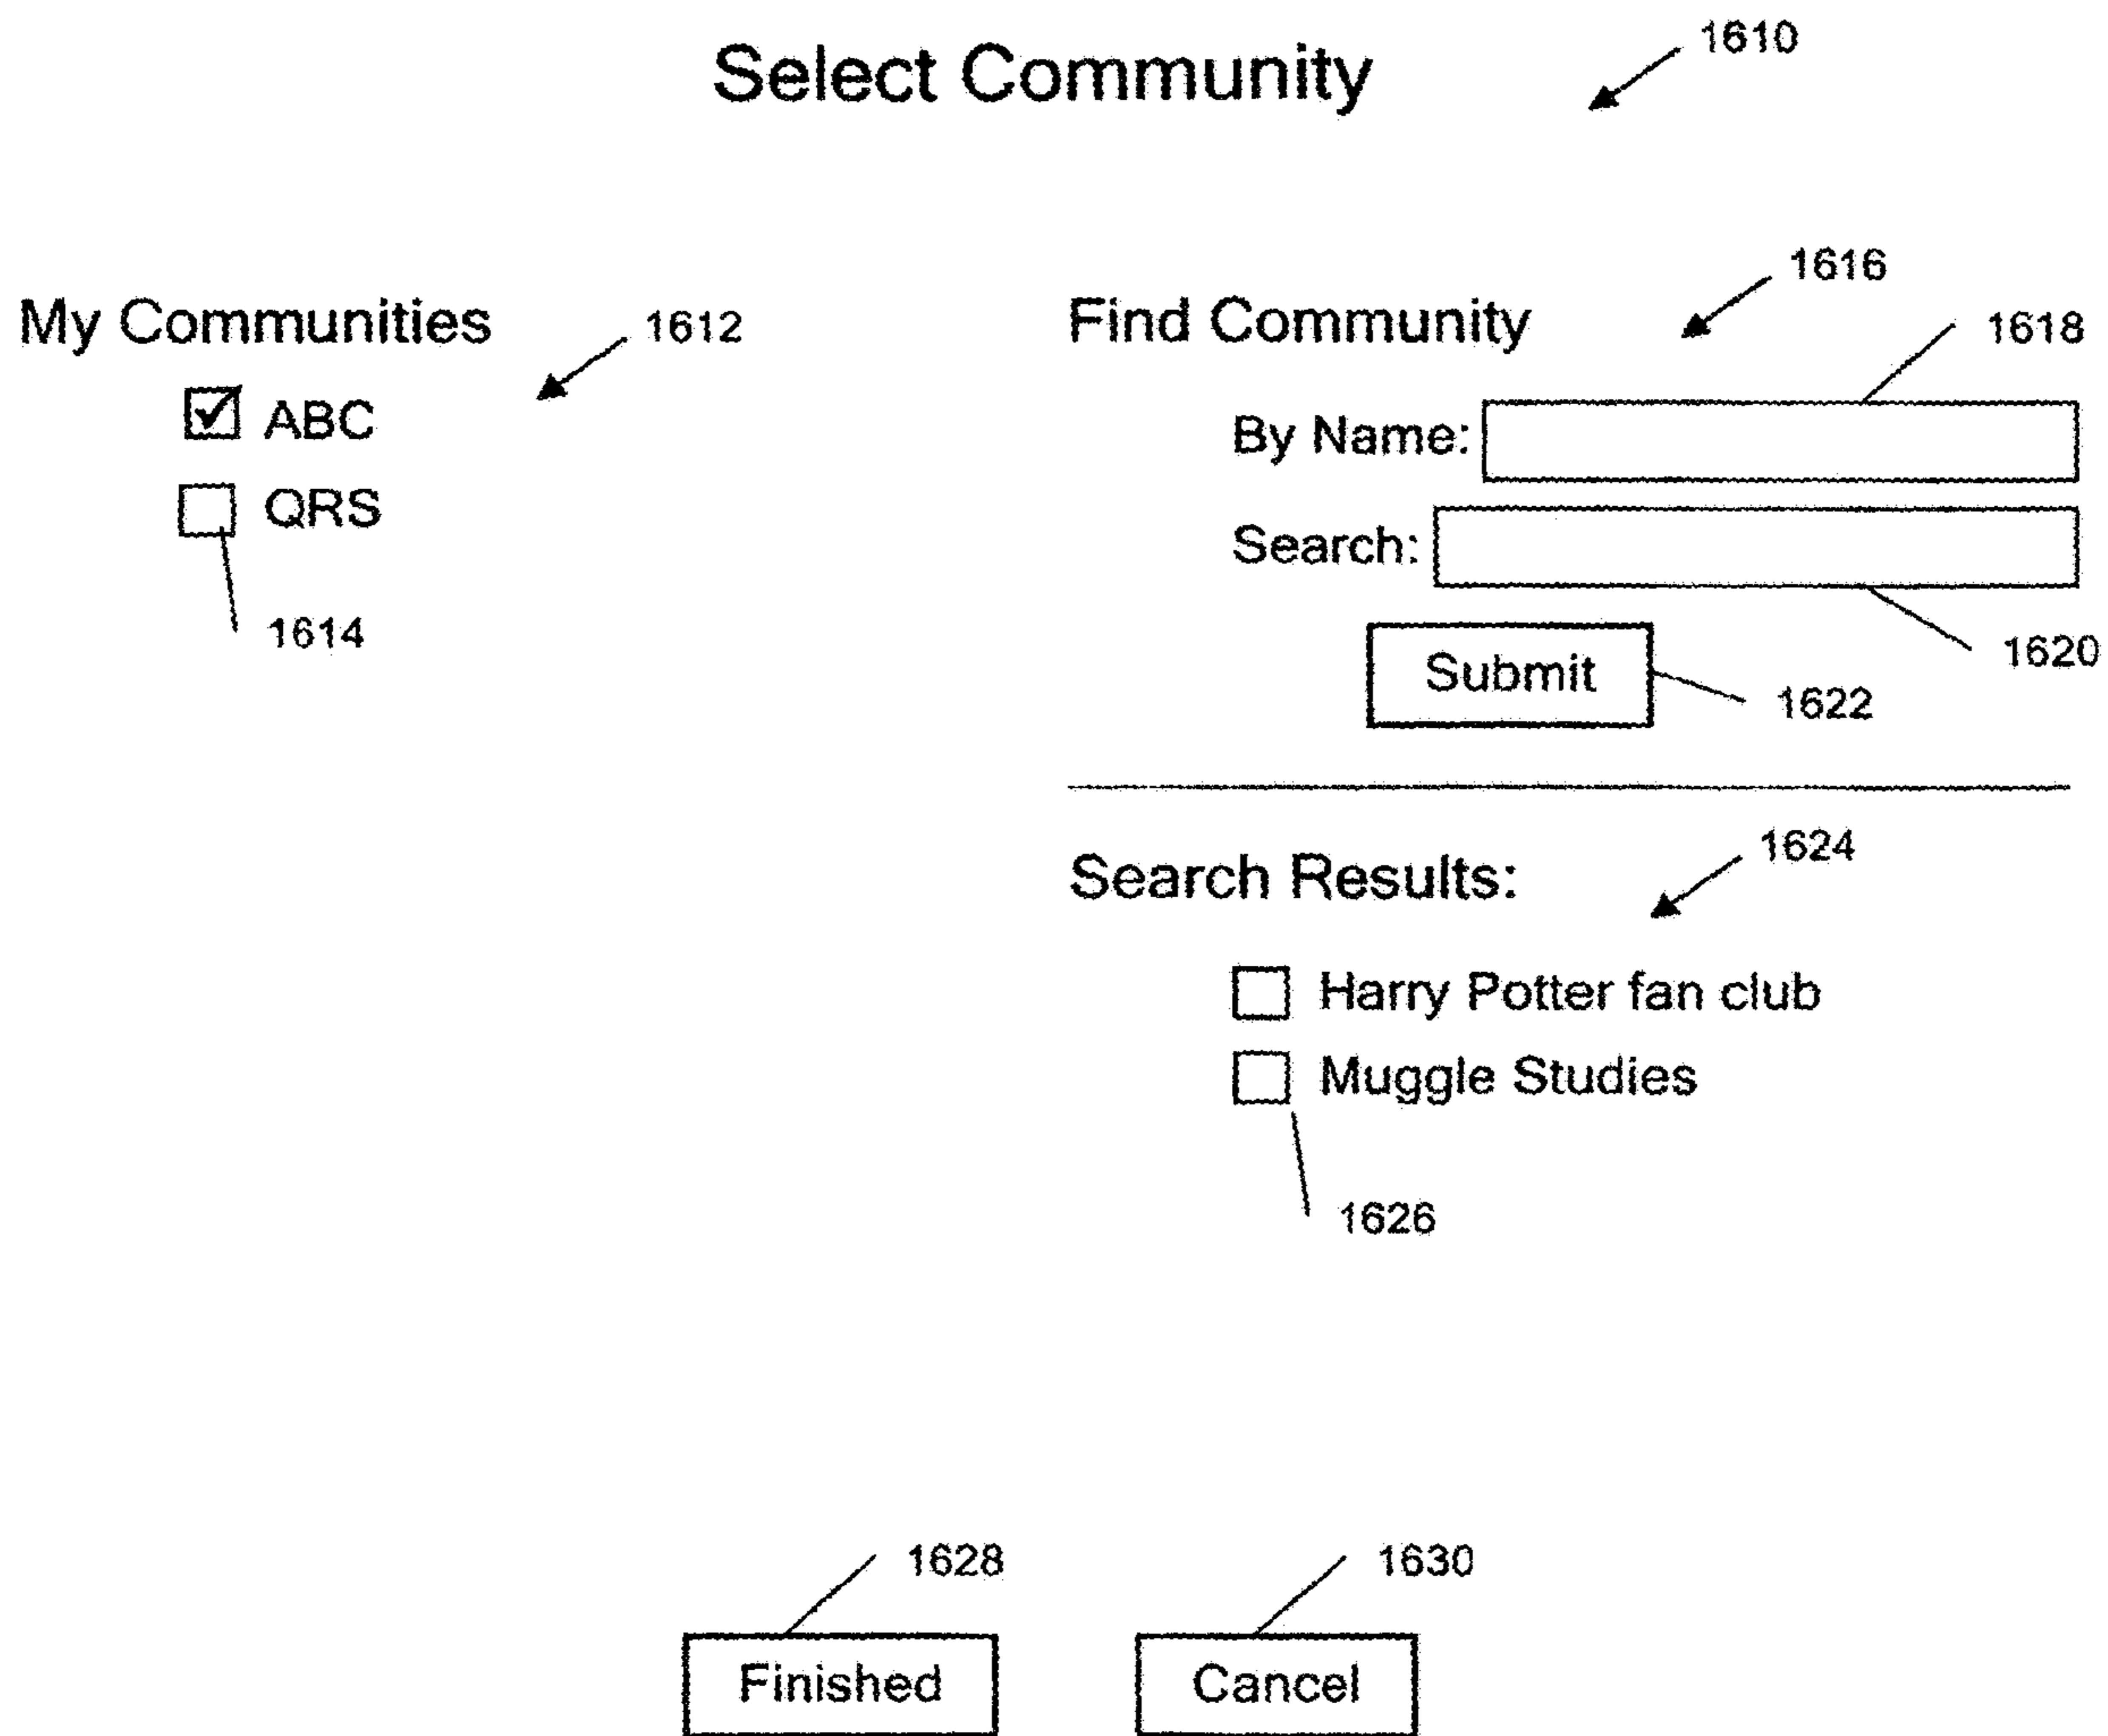 Select Community
1610
My Communities
1612
ABC
QRS
1614
Find Community
1616
1618
By Name:
Search:
1620
Submit
1622
Search Results:
1624
Harry Potter fan club
Muggle Studies
1626
1628
1630
Finished
Cancel